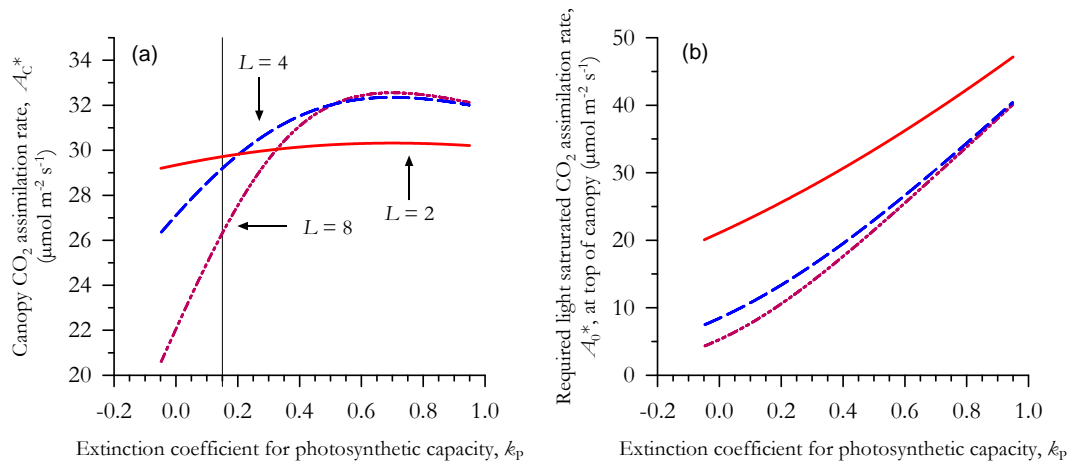 (a)
Canopy CO2 assimilation rate, AC*
(μmol m-2 s-1)
35
34
32
30
28
26
24
22
20
L = 4
L = 2
L = 8
-0.2
0.0
0.2
0.4
0.6
0.8
1.0
Extinction coefficient for photosynthetic capacity, kP
(b)
Required light satrurated CO2 assimilation rate,
A0*, at top of canopy (μmol m-2 s-1)
50
40
30
20
10
0
-0.2
0.0
0.2
0.4
0.6
0.8
1.0
Extinction coefficient for photosynthetic capacity, kP